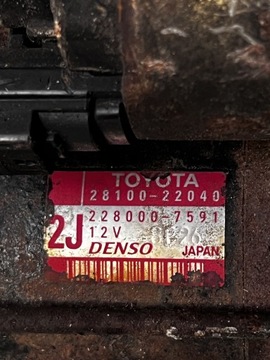 TOYOTA
28100-22040
2J 228000-7591
12V
DENSO JAPAN